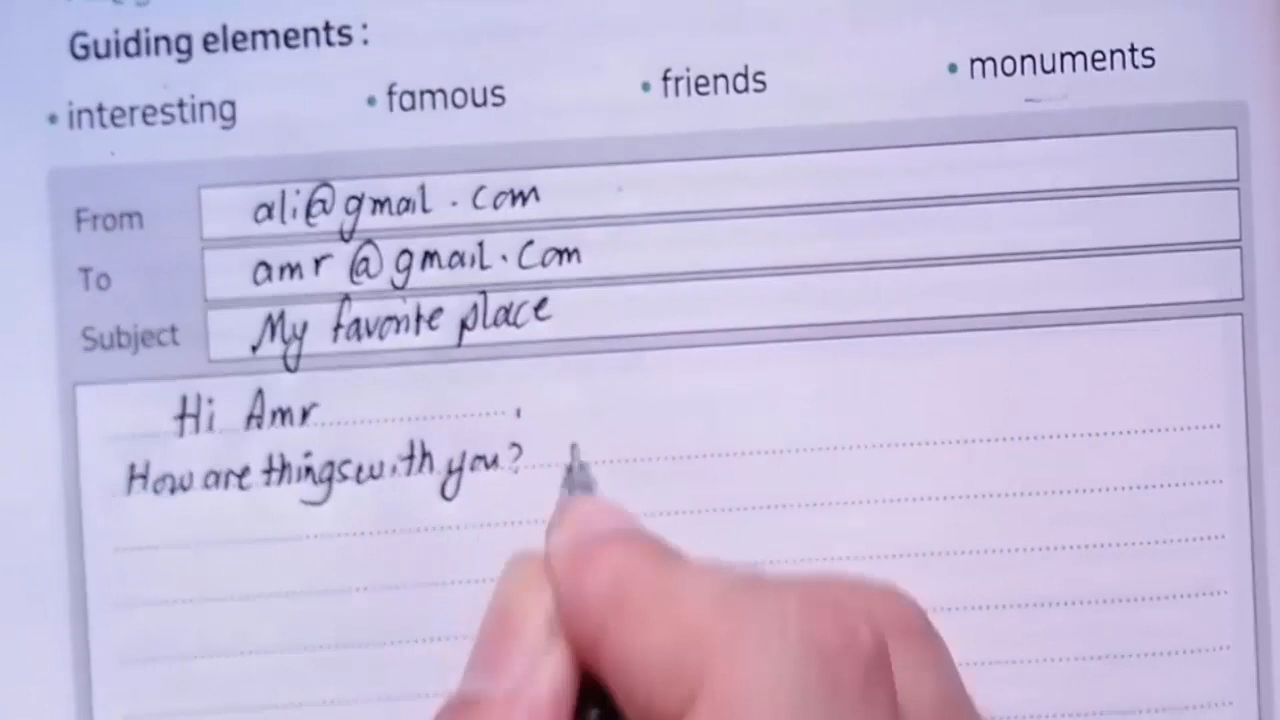 Guiding elements :
• interesting • famous • friends • monuments
From ali@gmail.com
To amr@gmail.com
Subject My favorite place
Hi Amr,
How are things with you?